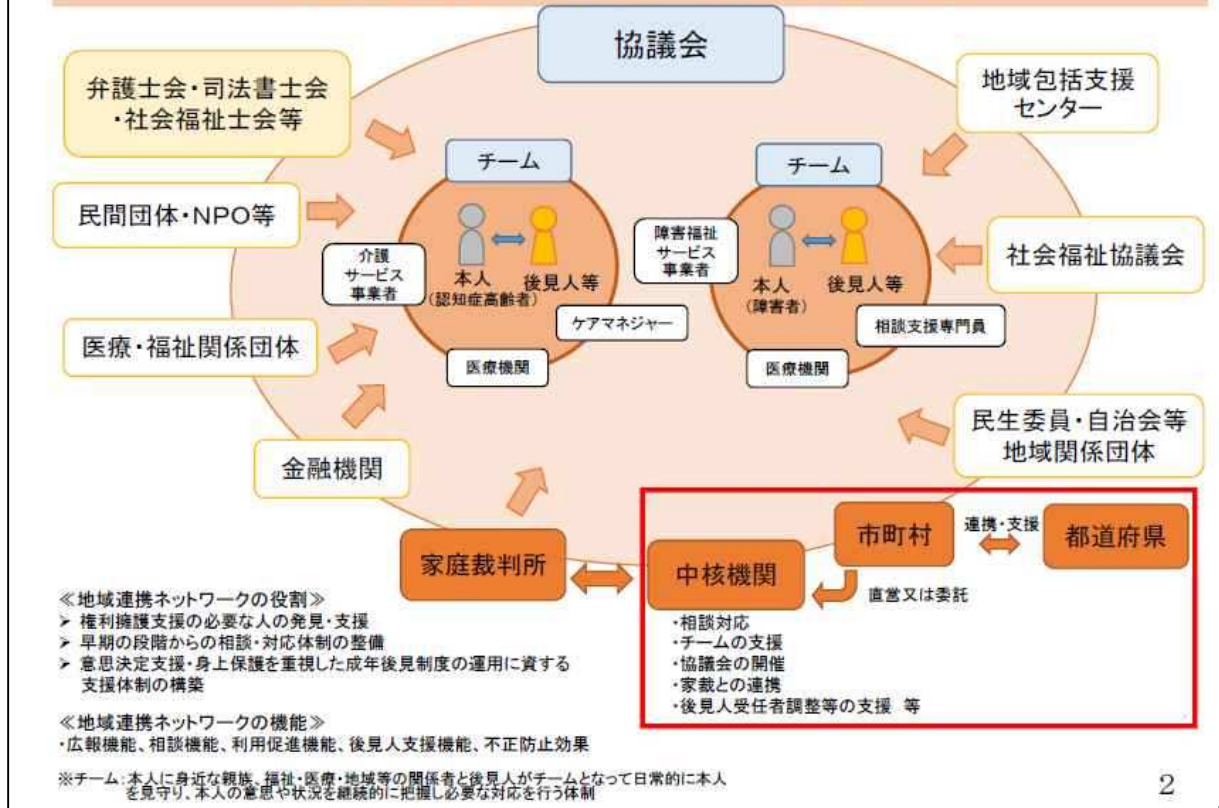 協議会
弁護士会・司法書士会
・社会福祉士会等
地域包括支援
センター
チーム
チーム
民間団体・NPO等
介護
サービス
事業者
本人
(認知症高齢者)
後見人等
障害福祉
サービス
事業者
本人
(障害者)
後見人等
社会福祉協議会
ケアマネジャー
相談支援専門員
医療・福祉関係団体
医療機関
医療機関
金融機関
民生委員・自治会等
地域関係団体
家庭裁判所
中核機関
市町村
連携・支援
都道府県
直営又は委託
・相談対応
・チームの支援
・協議会の開催
・家裁との連携
・後見人受任者調整等の支援 等
≪地域連携ネットワークの役割≫
➢ 権利擁護支援の必要な人の発見・支援
➢ 早期の段階からの相談・対応体制の整備
➢ 意思決定支援・身上保護を重視した成年後見制度の運用に資する
支援体制の構築
≪地域連携ネットワークの機能≫
・広報機能、相談機能、利用促進機能、後見人支援機能、不正防止効果
※チーム:本人に身近な親族、福祉・医療・地域等の関係者と後見人がチームとなって日常的に本人
を見守り、本人の意思や状況を継続的に把握し必要な対応を行う体制
2